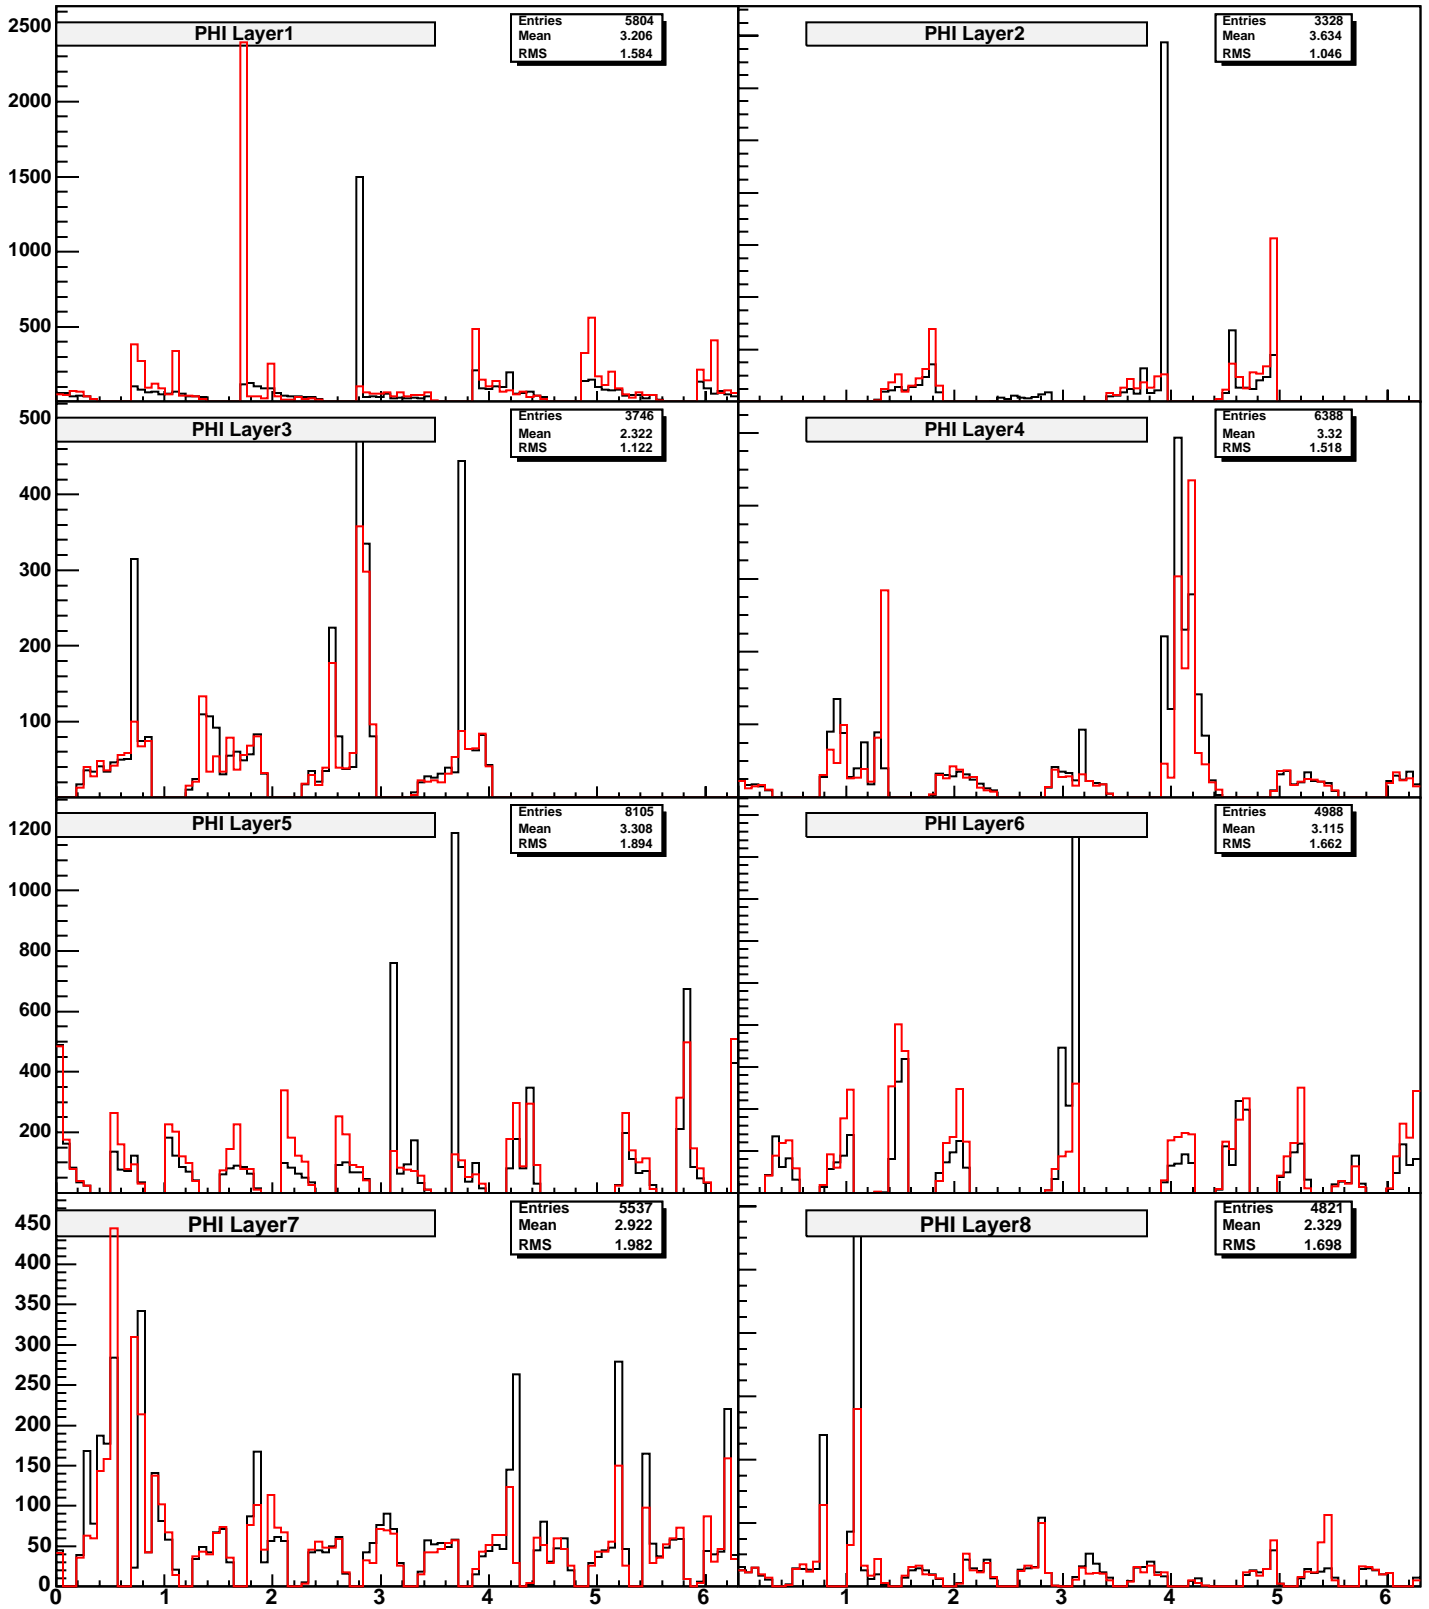 PHI Layer1
Entries 5804
Mean 3.206
RMS 1.584
2500
2000
1500
1000
500
PHI Layer2
Entries 3328
Mean 3.634
RMS 1.046
PHI Layer3
Entries 3746
Mean 2.322
RMS 1.122
500
400
300
200
100
PHI Layer4
Entries 6388
Mean 3.32
RMS 1.518
PHI Layer5
Entries 8105
Mean 3.308
RMS 1.894
1200
1000
800
600
400
200
PHI Layer6
Entries 4988
Mean 3.115
RMS 1.662
PHI Layer7
Entries 5537
Mean 2.922
RMS 1.982
450
400
350
300
250
200
150
100
50
0
0 1 2 3 4 5 6
PHI Layer8
Entries 4821
Mean 2.329
RMS 1.698
1 2 3 4 5 6